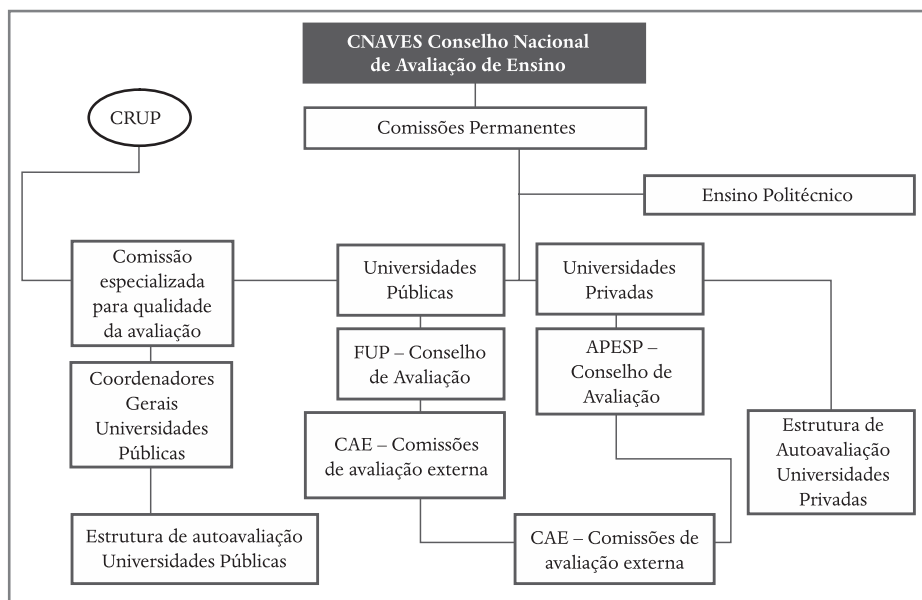 CNAVES Conselho Nacional
de Avaliação de Ensino
CRUP
Comissões Permanentes
Ensino Politécnico
Comissão
especializada
para qualidade
da avaliação
Universidades
Públicas
Universidades
Privadas
FUP – Conselho
de Avaliação
APESP –
Conselho de
Avaliação
Coordenadores
Gerais
Universidades
Públicas
CAE – Comissões
de avaliação externa
Estrutura de
Autoavaliação
Universidades
Privadas
Estrutura de autoavaliação
Universidades Públicas
CAE – Comissões de
avaliação externa